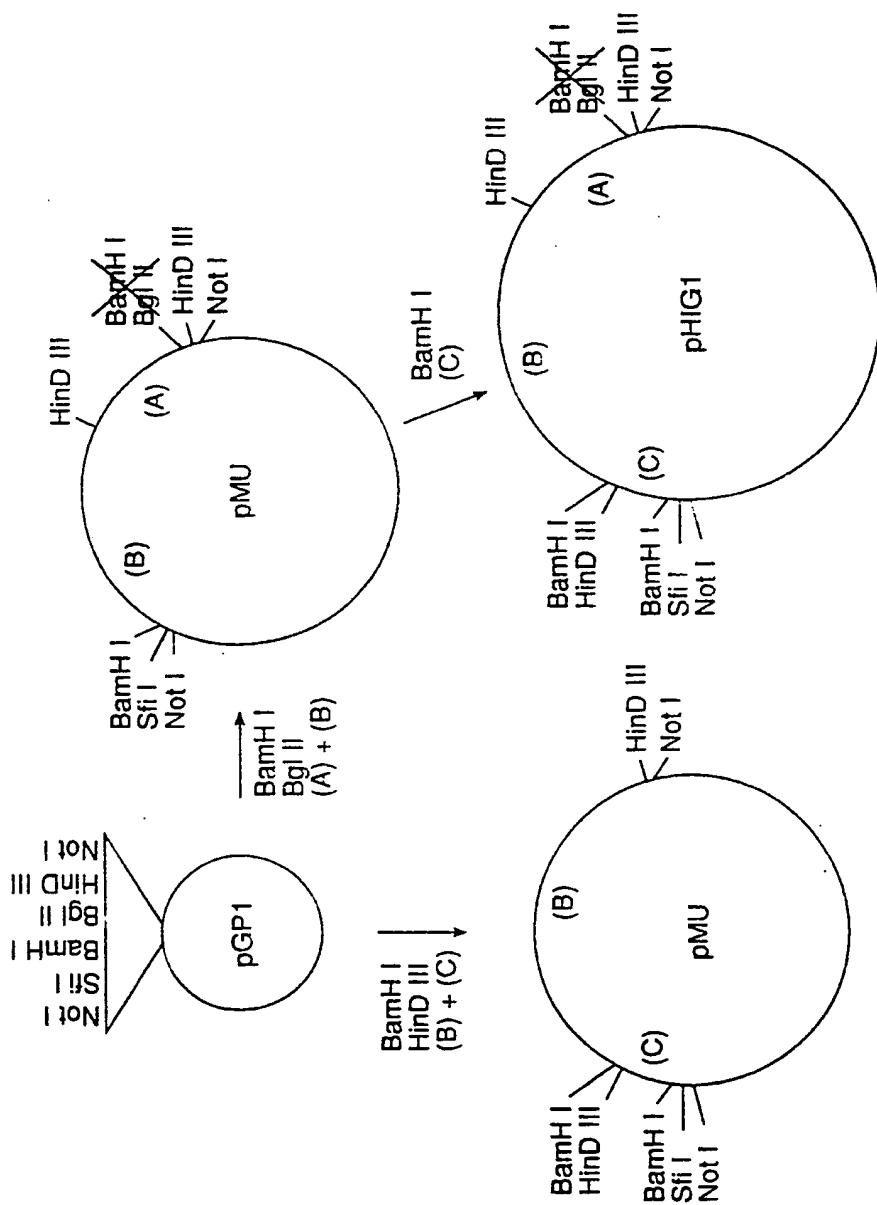 Not I
Sfi I
BamH I
Bgl II
HinD III
Not I
pGP1
BamH I
HinD III
(B) + (C)
BamH I
Bgl II
(A) + (B)
BamH I
Sfi I
Not I
(B)
HinD III
(A)
BamH I
Bgl II
HinD III
Not I
pMU
BamH I
HinD III
BamH I
Sfi I
Not I
(C)
(B)
HinD III
Not I
pMU
BamH I
(C)
BamH I
HinD III
BamH I
Sfi I
Not I
(C)
(B)
HinD III
(A)
BamH I
Bgl II
HinD III
Not I
pHIG1